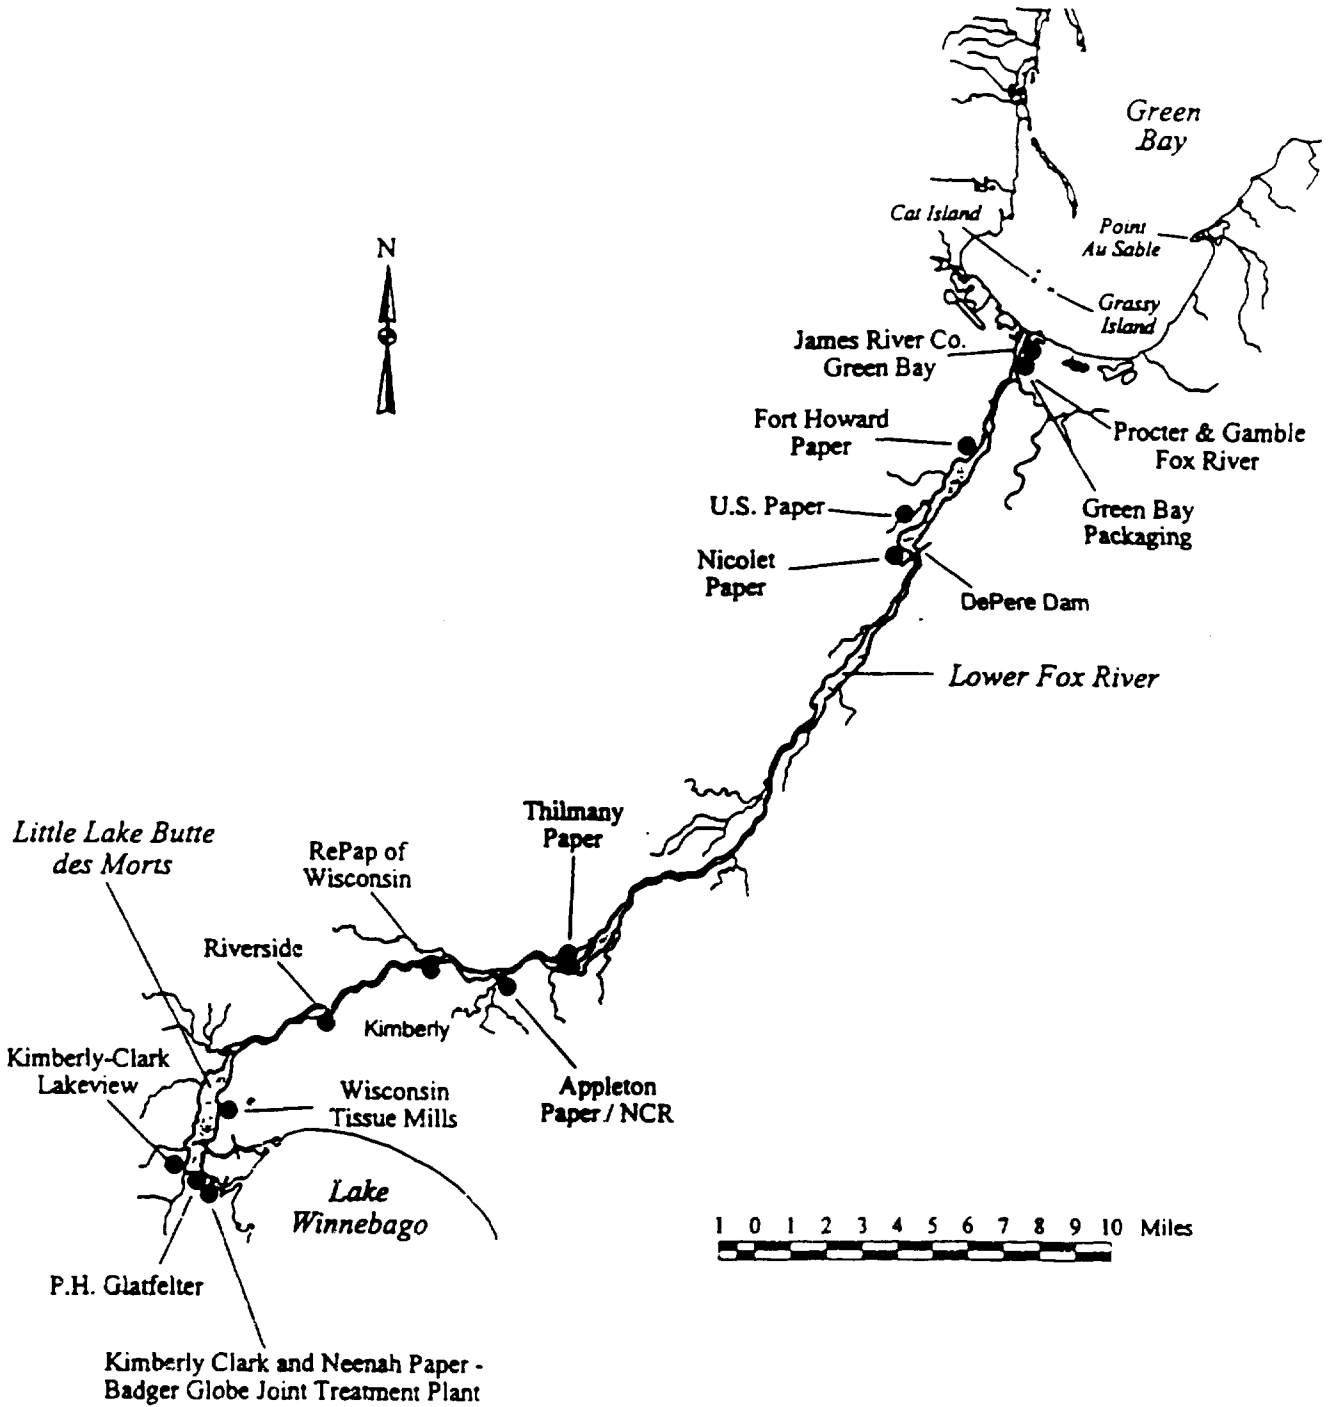 Green
Bay
N
Cat Island
Point
Au Sable
Grassy
Island
James River Co.
Green Bay
Fort Howard
Paper
Procter & Gamble
Fox River
U.S. Paper
Green Bay
Packaging
Nicolet
Paper
DePere Dam
Lower Fox River
Thilmany
Paper
Little Lake Butte
des Morts
RePap of
Wisconsin
Riverside
Kimberly
Kimberly-Clark
Lakeview
Wisconsin
Tissue Mills
Appleton
Paper / NCR
Lake
Winnebago
1 0 1 2 3 4 5 6 7 8 9 10 Miles
P.H. Glatfelter
Kimberly Clark and Neenah Paper -
Badger Globe Joint Treatment Plant